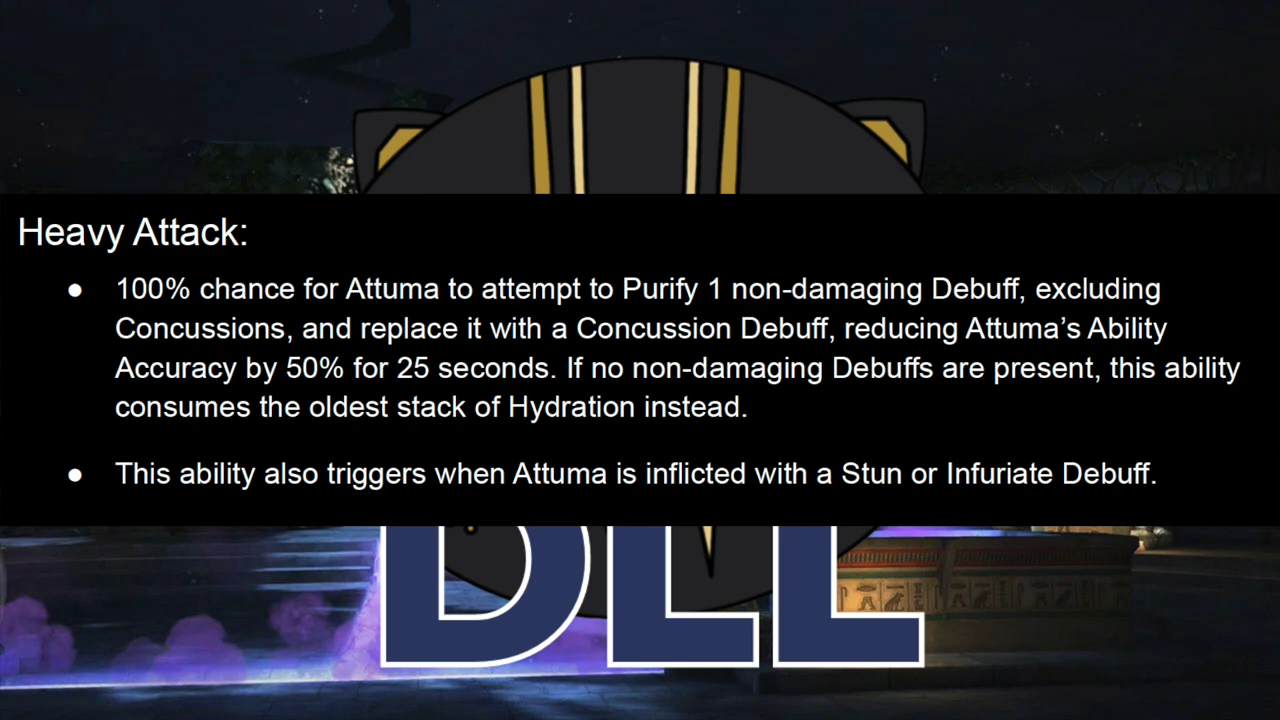 Heavy Attack:
● 100% chance for Attuma to attempt to Purify 1 non-damaging Debuff, excluding
Concussions, and replace it with a Concussion Debuff, reducing Attuma’s Ability
Accuracy by 50% for 25 seconds. If no non-damaging Debuffs are present, this ability
consumes the oldest stack of Hydration instead.
● This ability also triggers when Attuma is inflicted with a Stun or Infuriate Debuff.
DLL